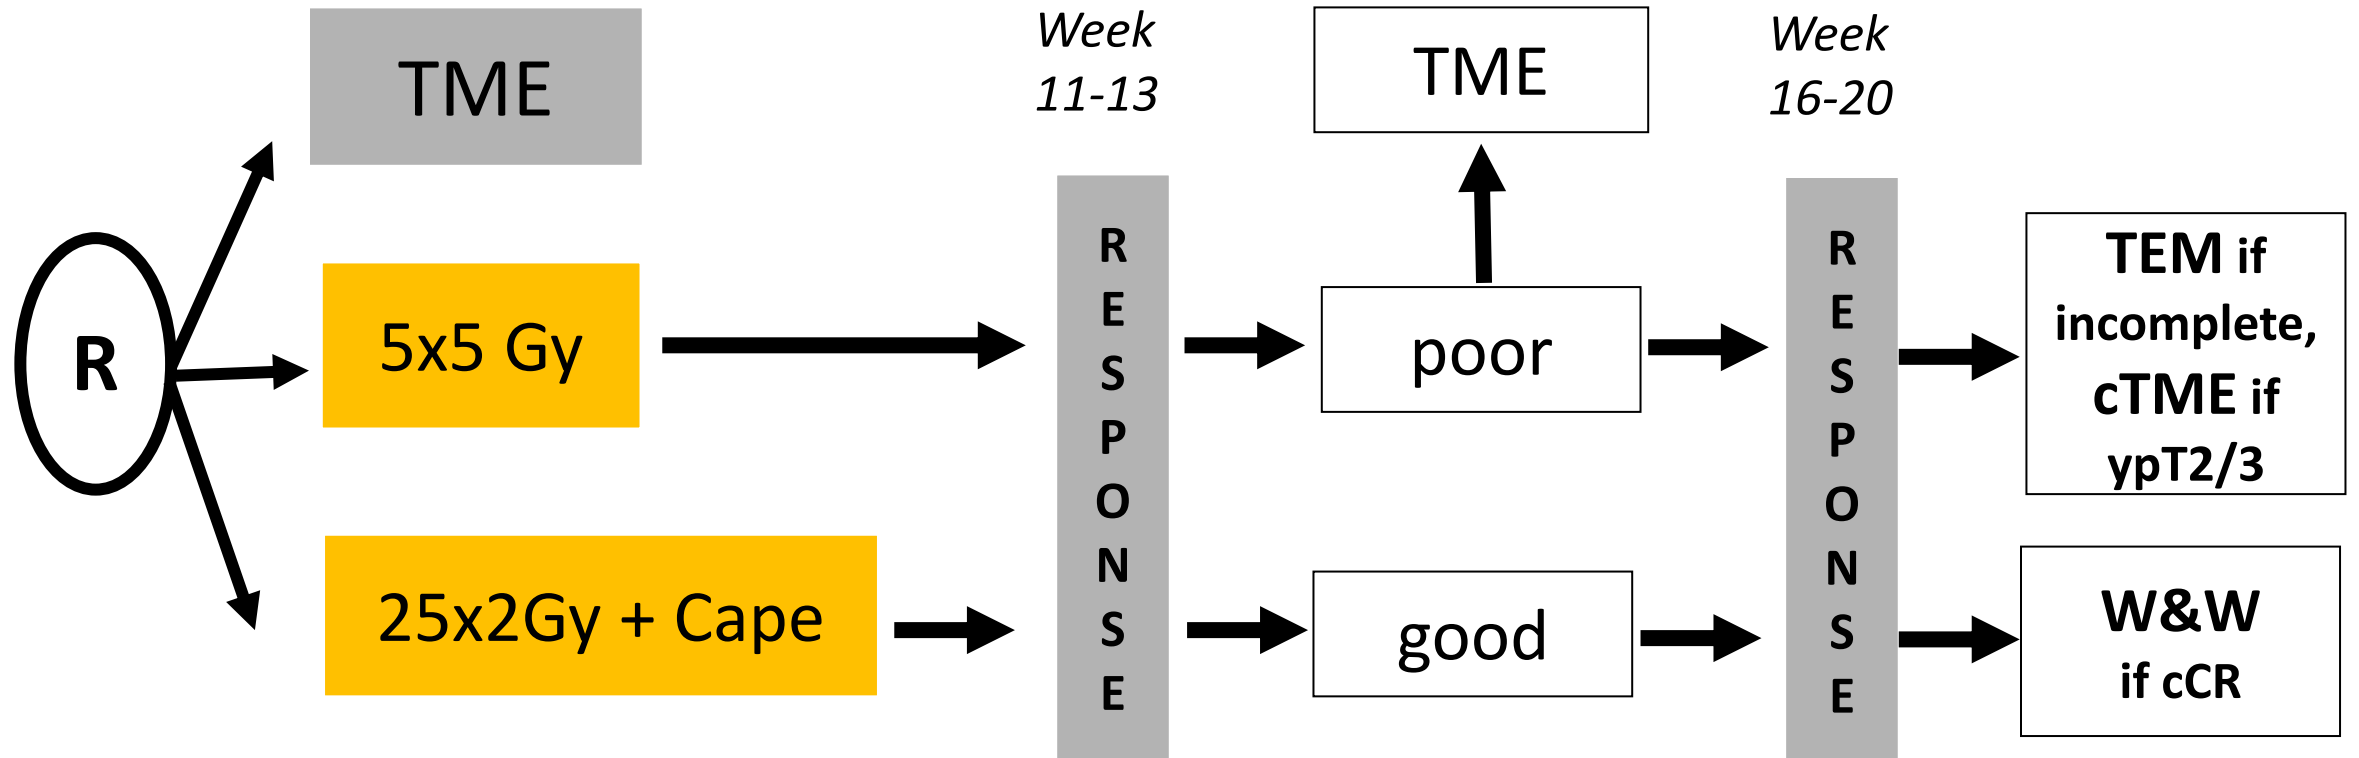 TME
R
5x5 Gy
25x2Gy + Cape
Week
11-13
R
E
S
P
O
N
S
E
TME
poor
good
Week
16-20
R
E
S
P
O
N
S
E
TEM if
incomplete,
cTME if
ypT2/3
W&W
if cCR